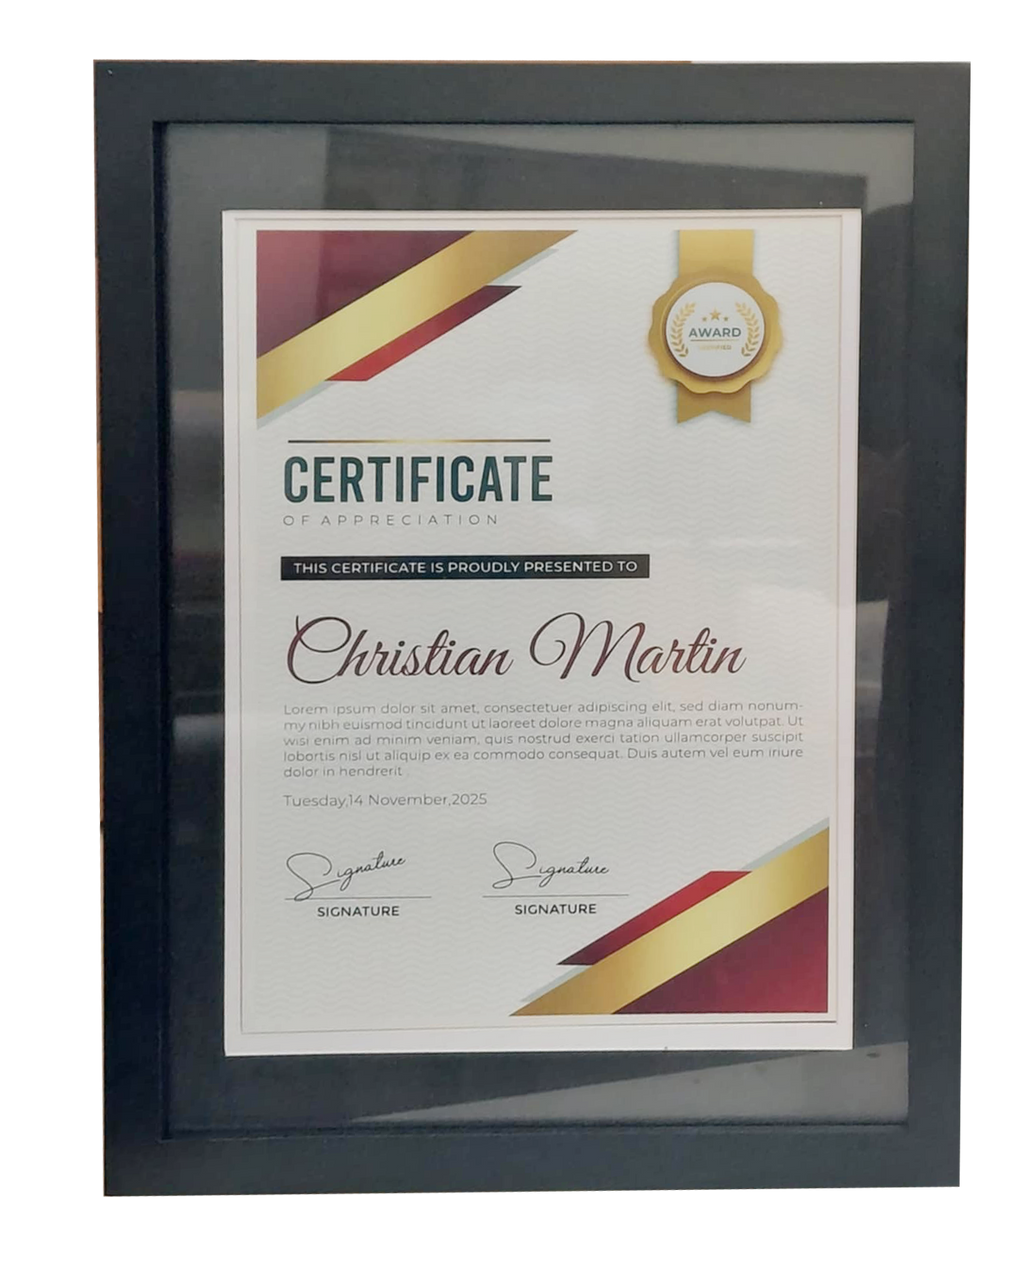 AWARD
CERTIFICATE
OF APPRECIATION
THIS CERTIFICATE IS PROUDLY PRESENTED TO
Christian Martin
Lorem ipsum dolor sit amet, consectetuer adipiscing elit, sed diam nonum-
my nibh euismod tincidunt ut laoreet dolore magna aliquam erat volutpat. Ut
wisi enim ad minim veniam, quis nostrud exerci tation ullamcorper suscipit
lobortis nisl ut aliquip ex ea commodo consequat. Duis autem vel eum iriure
dolor in hendrerit
Tuesday,14 November,2025
Signature Signature
SIGNATURE SIGNATURE